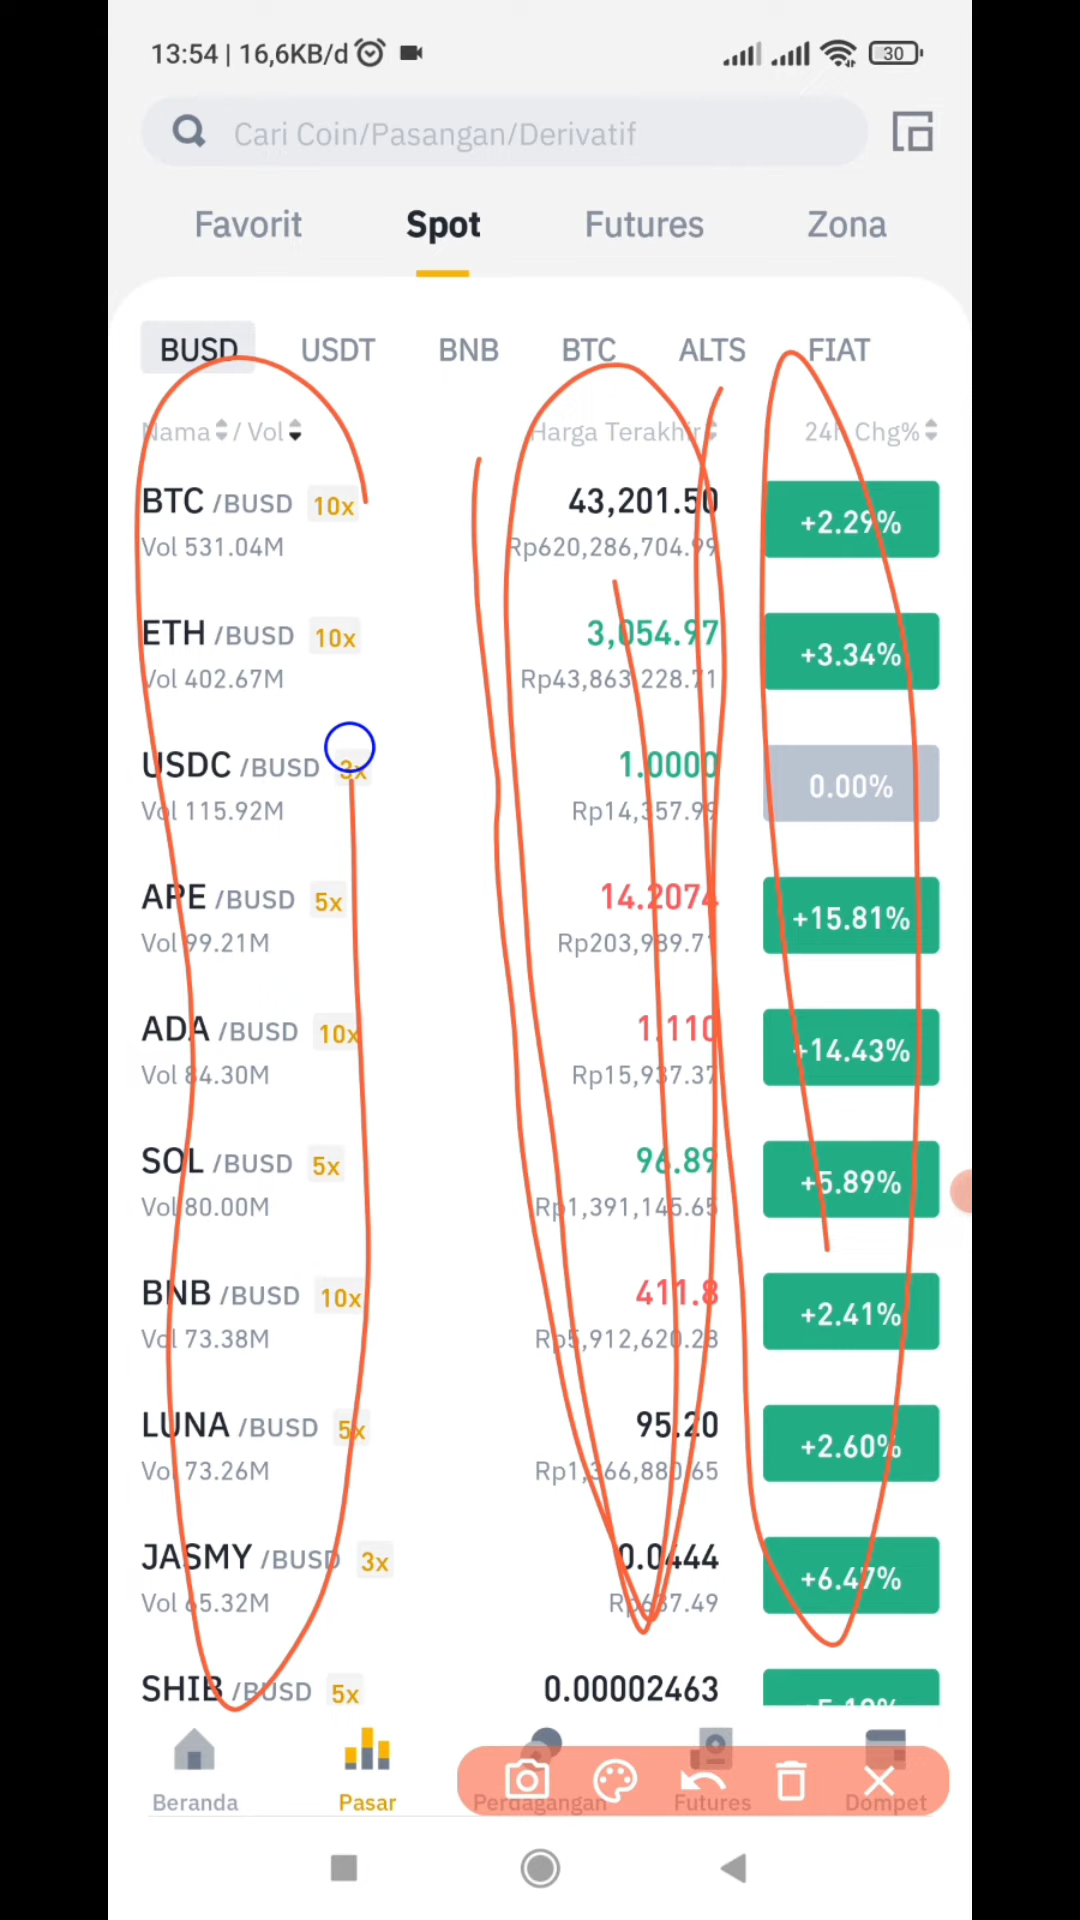 13:54 | 16,6KB/d
30
Cari Coin/Pasangan/Derivatif
Favorit Spot Futures Zona
BUSD USDT BNB BTC ALTS FIAT
Nama / Vol Harga Terakhir 24h Chg%
BTC /BUSD 10x 43,201.50 +2.29%
Vol 531.04M Rp620,286,704.99
ETH /BUSD 10x 3,054.97 +3.34%
Vol 402.67M Rp43,863,228.71
USDC /BUSD 3x 1.0000 0.00%
Vol 115.92M Rp14,357.99
APE /BUSD 5x 14.2074 +15.81%
Vol 99.21M Rp203,989.71
ADA /BUSD 10x 1.110 +14.43%
Vol 84.30M Rp15,937.37
SOL /BUSD 5x 96.89 +5.89%
Vol 80.00M Rp1,391,145.65
BNB /BUSD 10x 411.8 +2.41%
Vol 73.38M Rp5,912,620.28
LUNA /BUSD 5x 95.20 +2.60%
Vol 73.26M Rp1,366,880.65
JASMY /BUSD 3x 0.0444 +6.47%
Vol 65.32M Rp637.49
SHIB /BUSD 5x 0.00002463
Beranda Pasar Perdagangan Futures Dompet